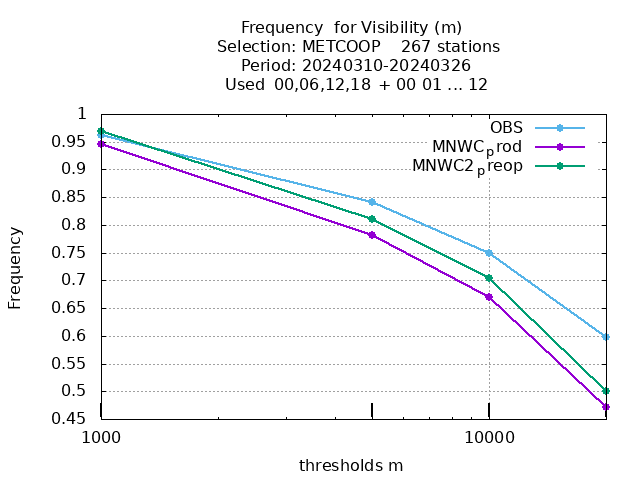 Frequency for Visibility (m)
Selection: METCOOP 267 stations
Period: 20240310-20240326
Used 00,06,12,18 + 00 01 ... 12
1
OBS
0.95
MNWCprod
0.9
MNWC2preop
0.85
0.8
0.75
0.7
0.65
0.6
0.55
0.5
0.45
Frequency
1000
10000
thresholds m